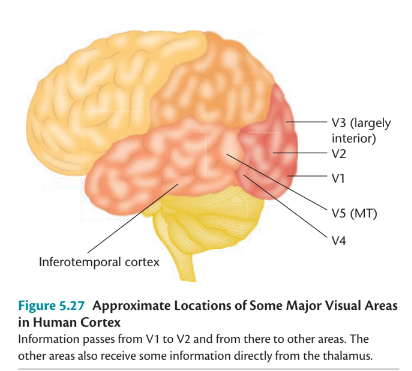 V3 (largely
interior)
V2
V1
V5 (MT)
V4
Inferotemporal cortex
Figure 5.27 Approximate Locations of Some Major Visual Areas
in Human Cortex
Information passes from V1 to V2 and from there to other areas. The
other areas also receive some information directly from the thalamus.